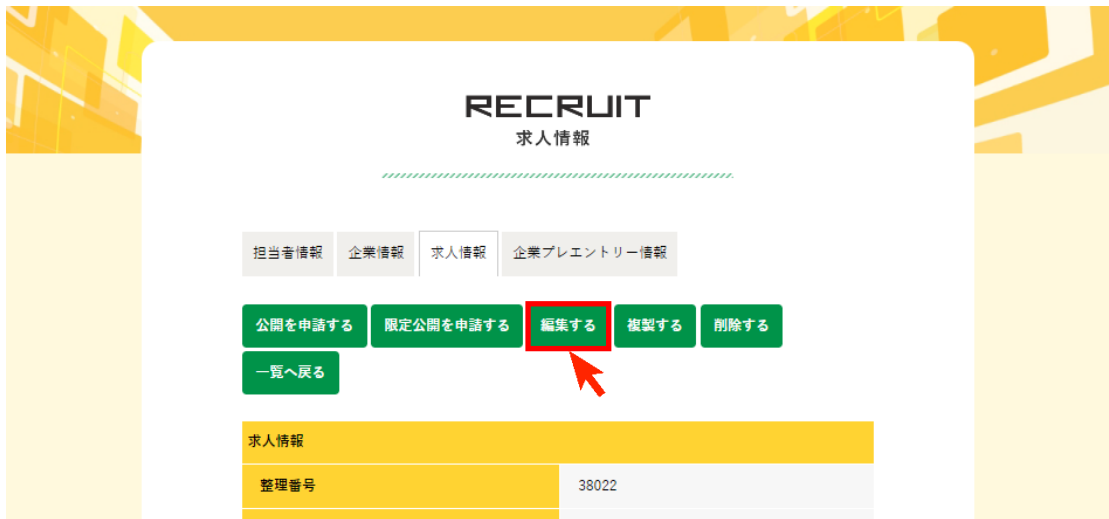 RECRUIT
求人情報
担当者情報 企業情報 求人情報 企業プレエントリー情報
公開を申請する 限定公開を申請する 編集する 複製する 削除する
一覧へ戻る
求人情報
整理番号 38022